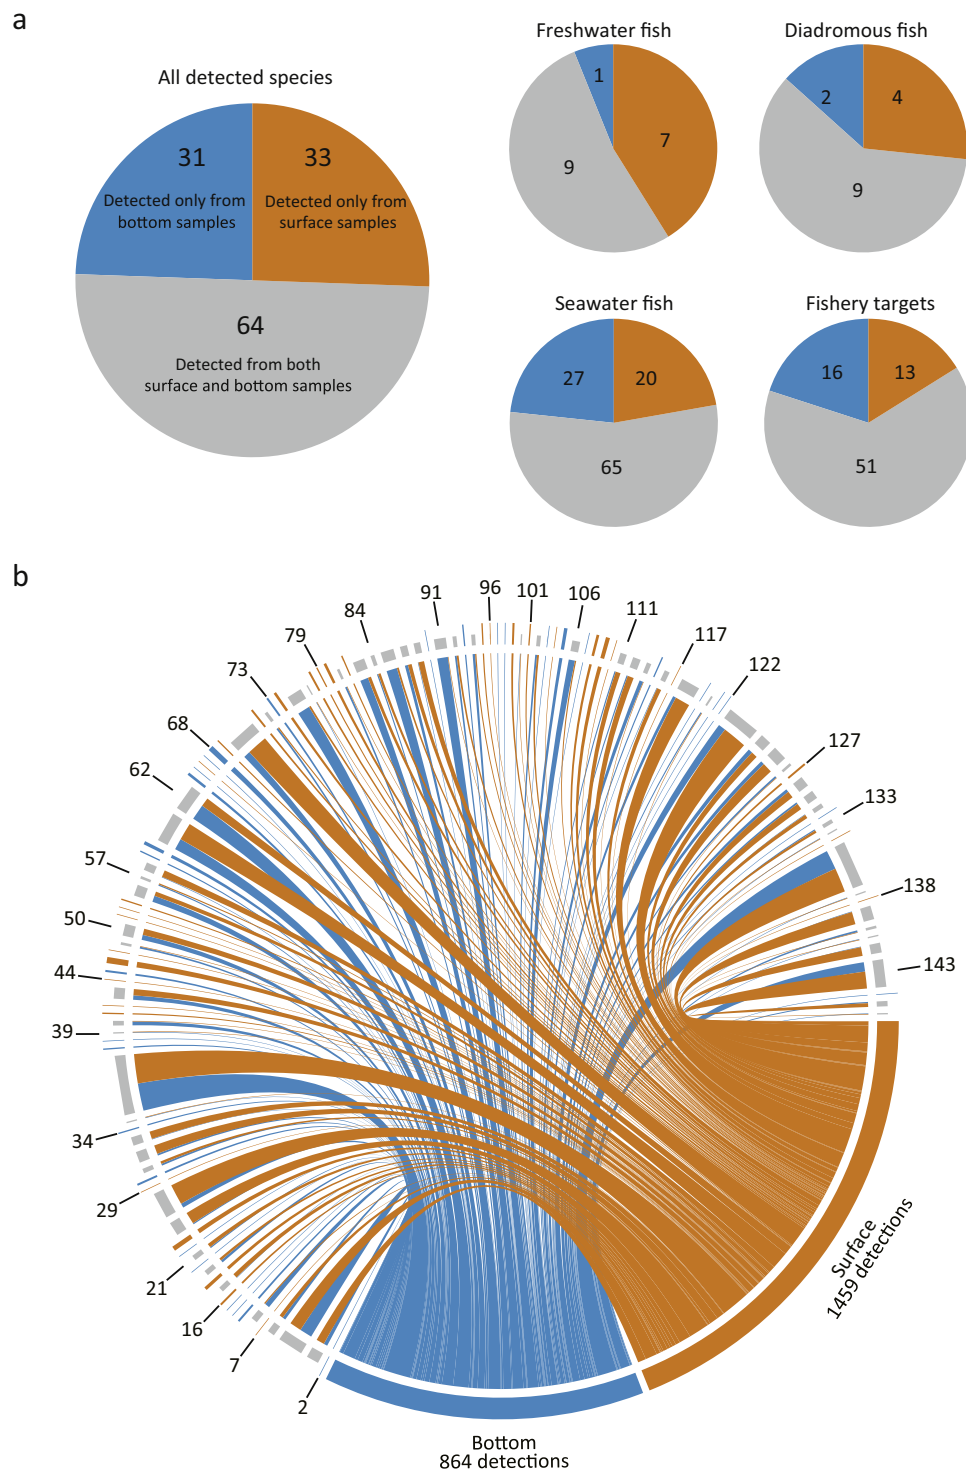 a
All detected species
31
Detected only from
bottom samples
33
Detected only from
surface samples
64
Detected from both
surface and bottom samples
Freshwater fish
1
7
9
Diadromous fish
2
4
9
Seawater fish
27
20
65
Fishery targets
16
13
51
b
2
7
16
21
29
34
39
44
50
57
62
68
73
79
84
91
96
101
106
111
117
122
127
133
138
143
Surface
1459 detections
Bottom
864 detections